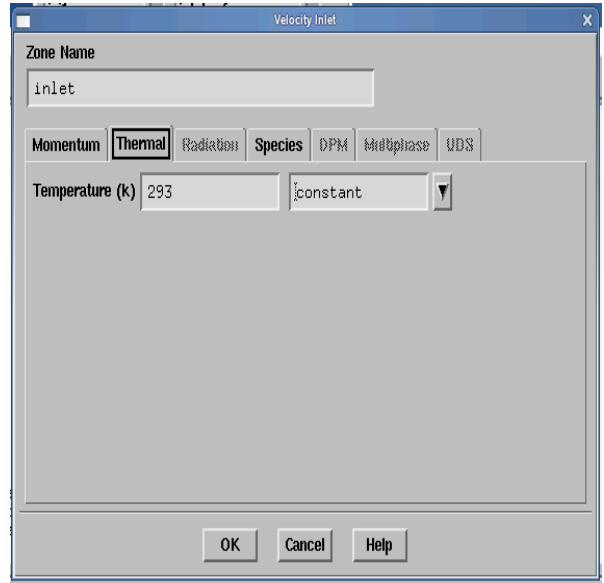 Velocity Inlet X
Zone Name
inlet
Momentum Thermal Radiation Species DPM Multiphase UDS
Temperature (k) 293 constant
OK Cancel Help